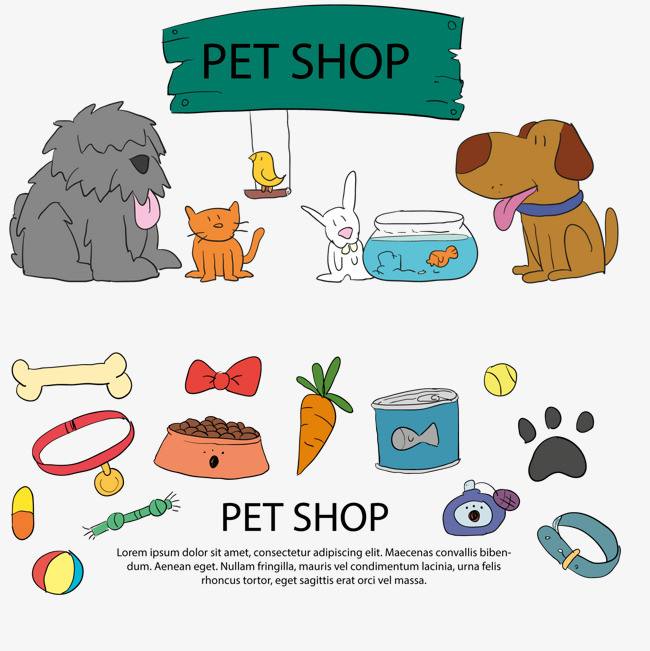 PET SHOP
PET SHOP
Lorem ipsum dolor sit amet, consectetur adipiscing elit. Maecenas convallis biben-
dum. Aenean eget. Nullam fringilla, mauris vel condimentum lacinia, urna felis
rhoncus tortor, eget sagittis erat orci vel massa.